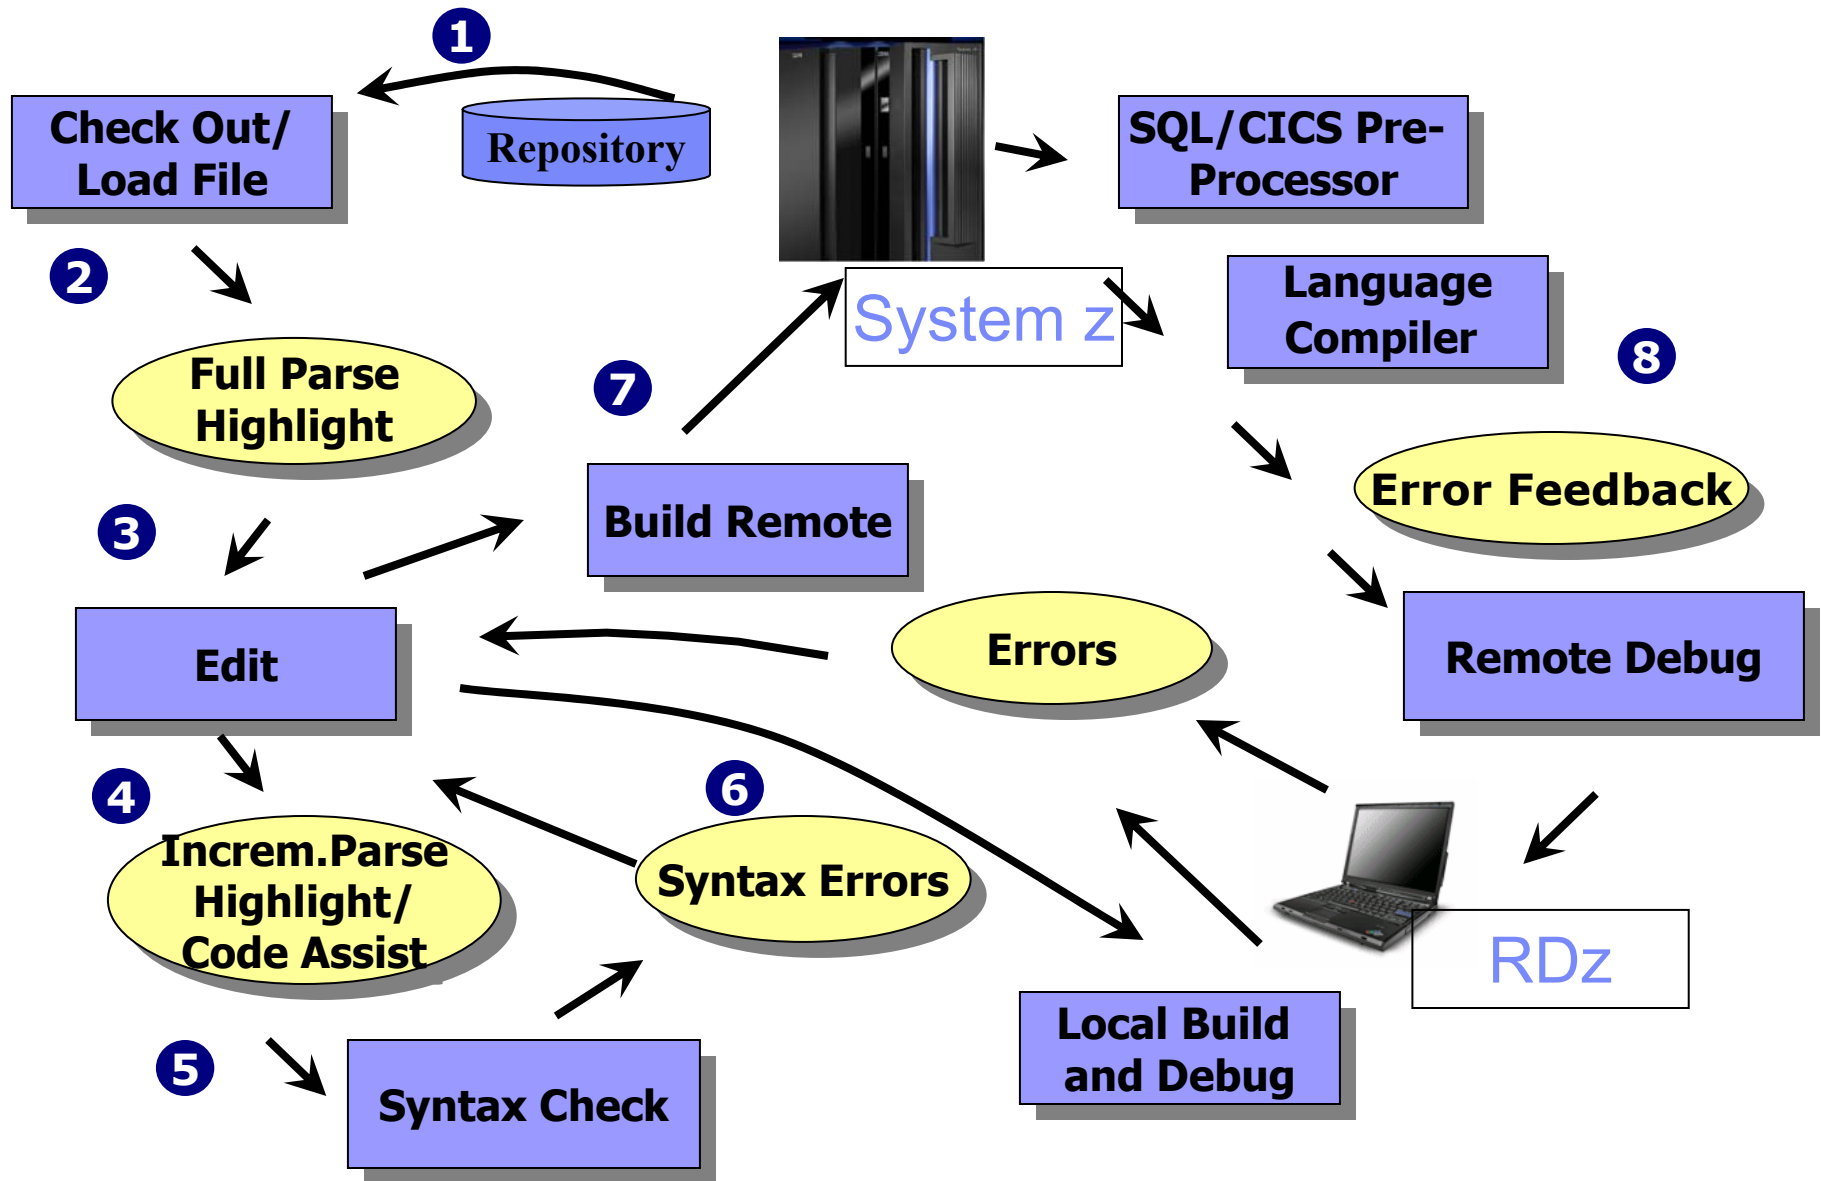 1
Check Out/
Load File
Repository
SQL/CICS Pre-
Processor
2
System z
Language
Compiler
Full Parse
Highlight
7
8
3
Build Remote
Error Feedback
Edit
Errors
Remote Debug
4
Increm.Parse
Highlight/
Code Assist
6
Syntax Errors
RDz
5
Syntax Check
Local Build
and Debug